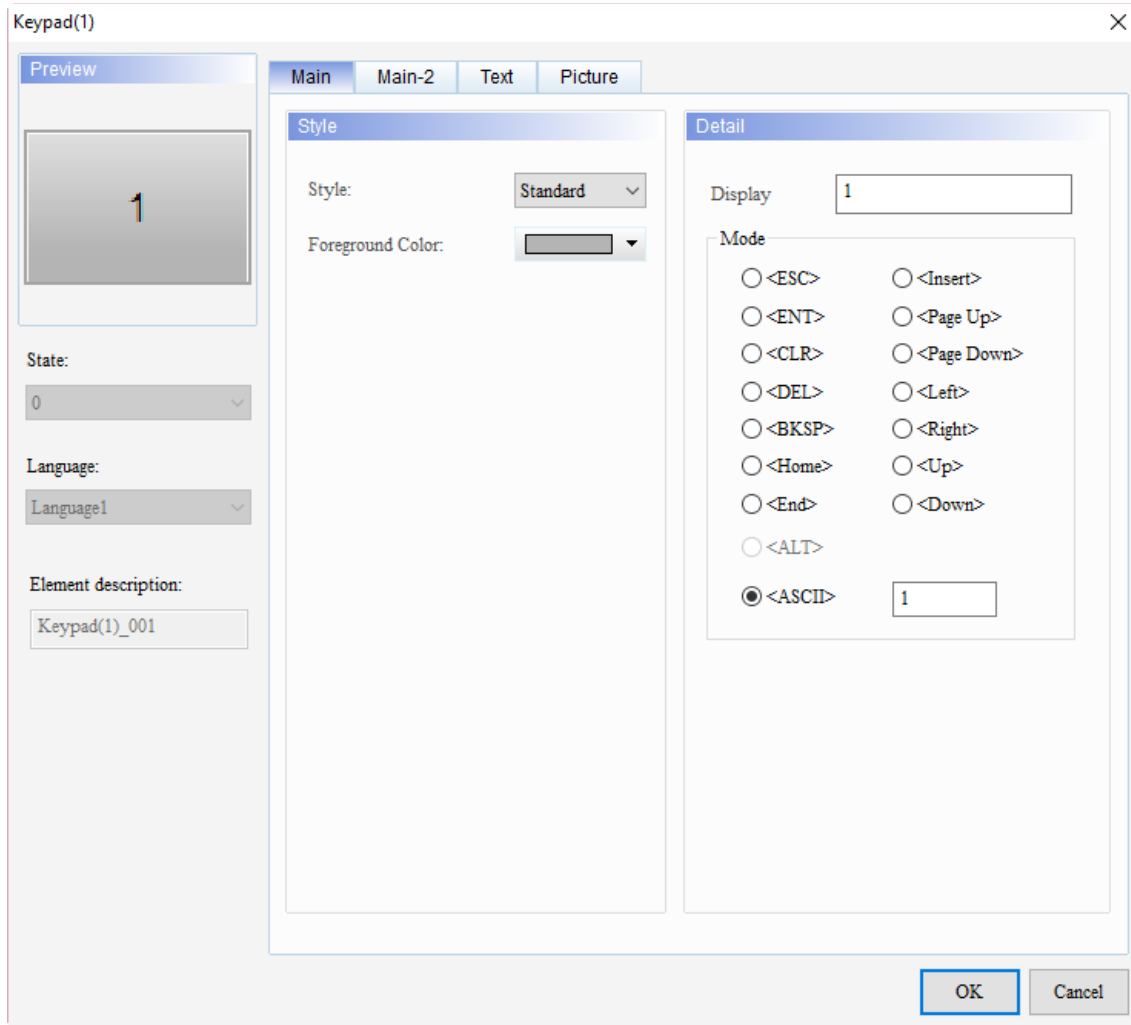 Keypad(1)
Preview
1
State:
0
Language:
Language1
Element description:
Keypad(1)_001
Main
Main-2
Text
Picture
Style
Style:
Standard
Foreground Color:
Detail
Display
1
Mode
<ESC>
<Insert>
<ENT>
<Page Up>
<CLR>
<Page Down>
<DEL>
<Left>
<BKSP>
<Right>
<Home>
<Up>
<End>
<Down>
<ALT>
<ASCII>
1
OK
Cancel